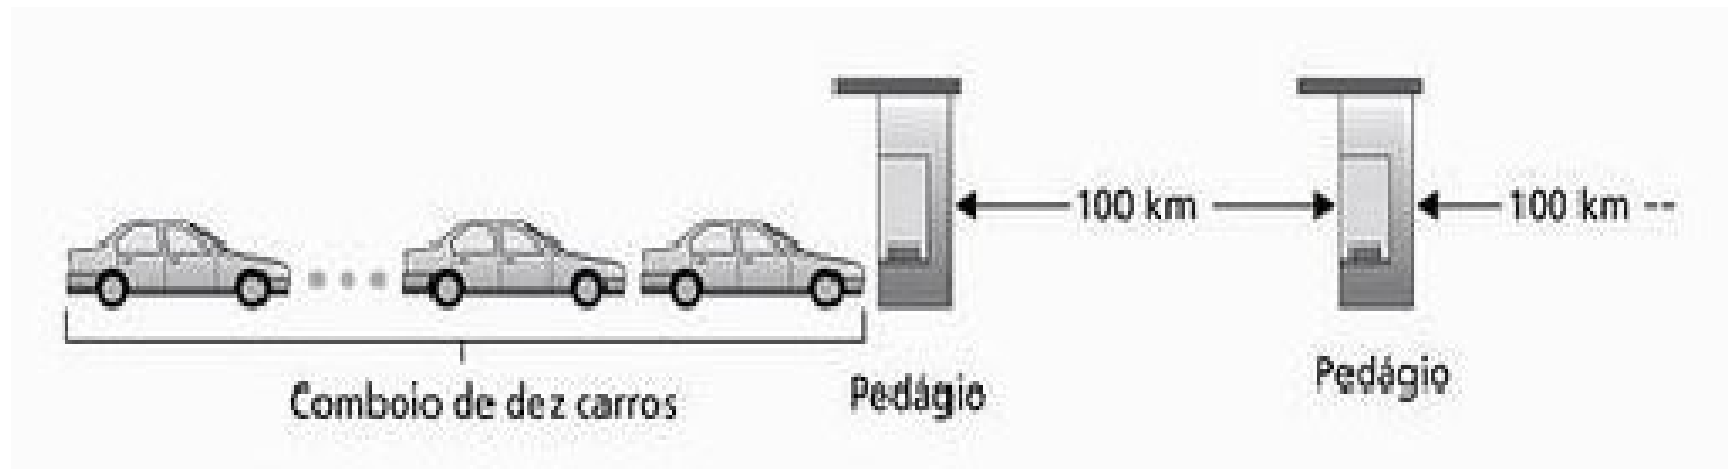 100 km
100 km --
Comboio de dez carros
Pedágio
Pedágio